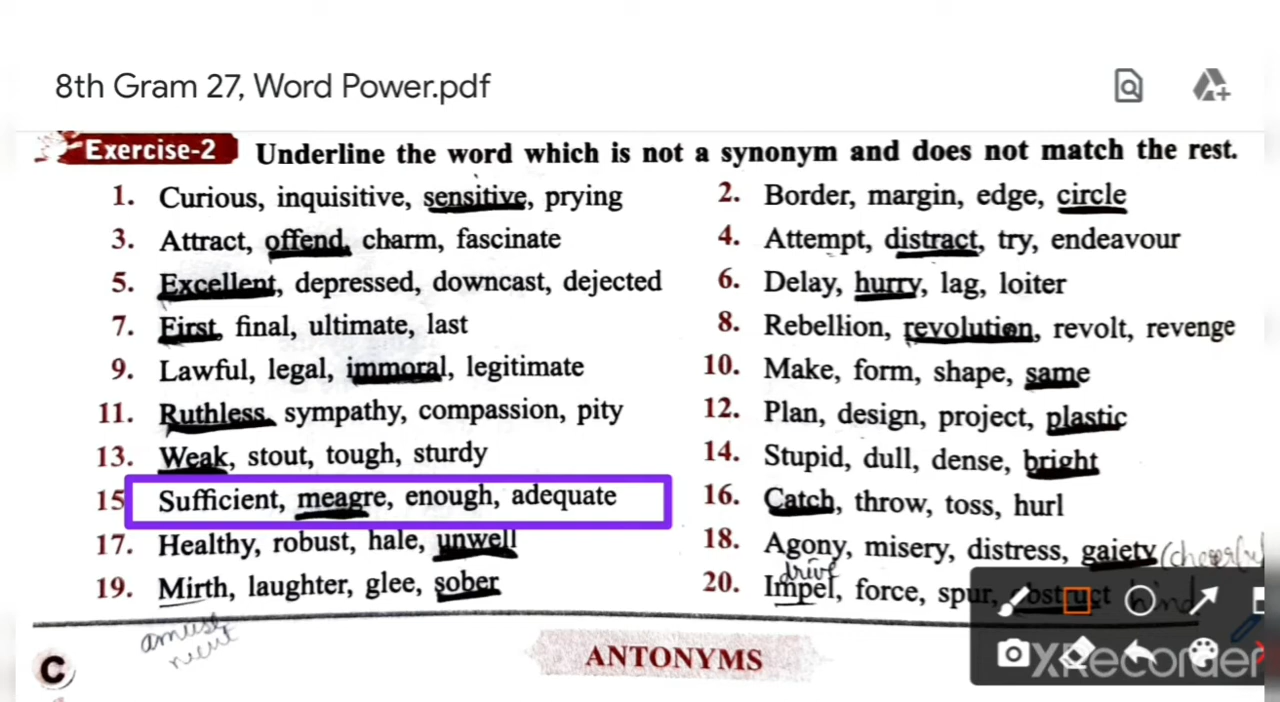 8th Gram 27, Word Power.pdf
Exercise-2 Underline the word which is not a synonym and does not match the rest.
1. Curious, inquisitive, sensitive, prying
2. Border, margin, edge, circle
3. Attract, offend, charm, fascinate
4. Attempt, distract, try, endeavour
5. Excellent, depressed, downcast, dejected
6. Delay, hurry, lag, loiter
7. First, final, ultimate, last
8. Rebellion, revolution, revolt, revenge
9. Lawful, legal, immoral, legitimate
10. Make, form, shape, same
11. Ruthless, sympathy, compassion, pity
12. Plan, design, project, plastic
13. Weak, stout, tough, sturdy
14. Stupid, dull, dense, bright
15 Sufficient, meagre, enough, adequate
16. Catch, throw, toss, hurl
17. Healthy, robust, hale, unwell
18. Agony, misery, distress, gaiety (cheerful
19. Mirth, laughter, glee, sober
drive
20. Impel, force, spur, obstruct hind
amuse
ment
C
ANTONYMS
XRecorder